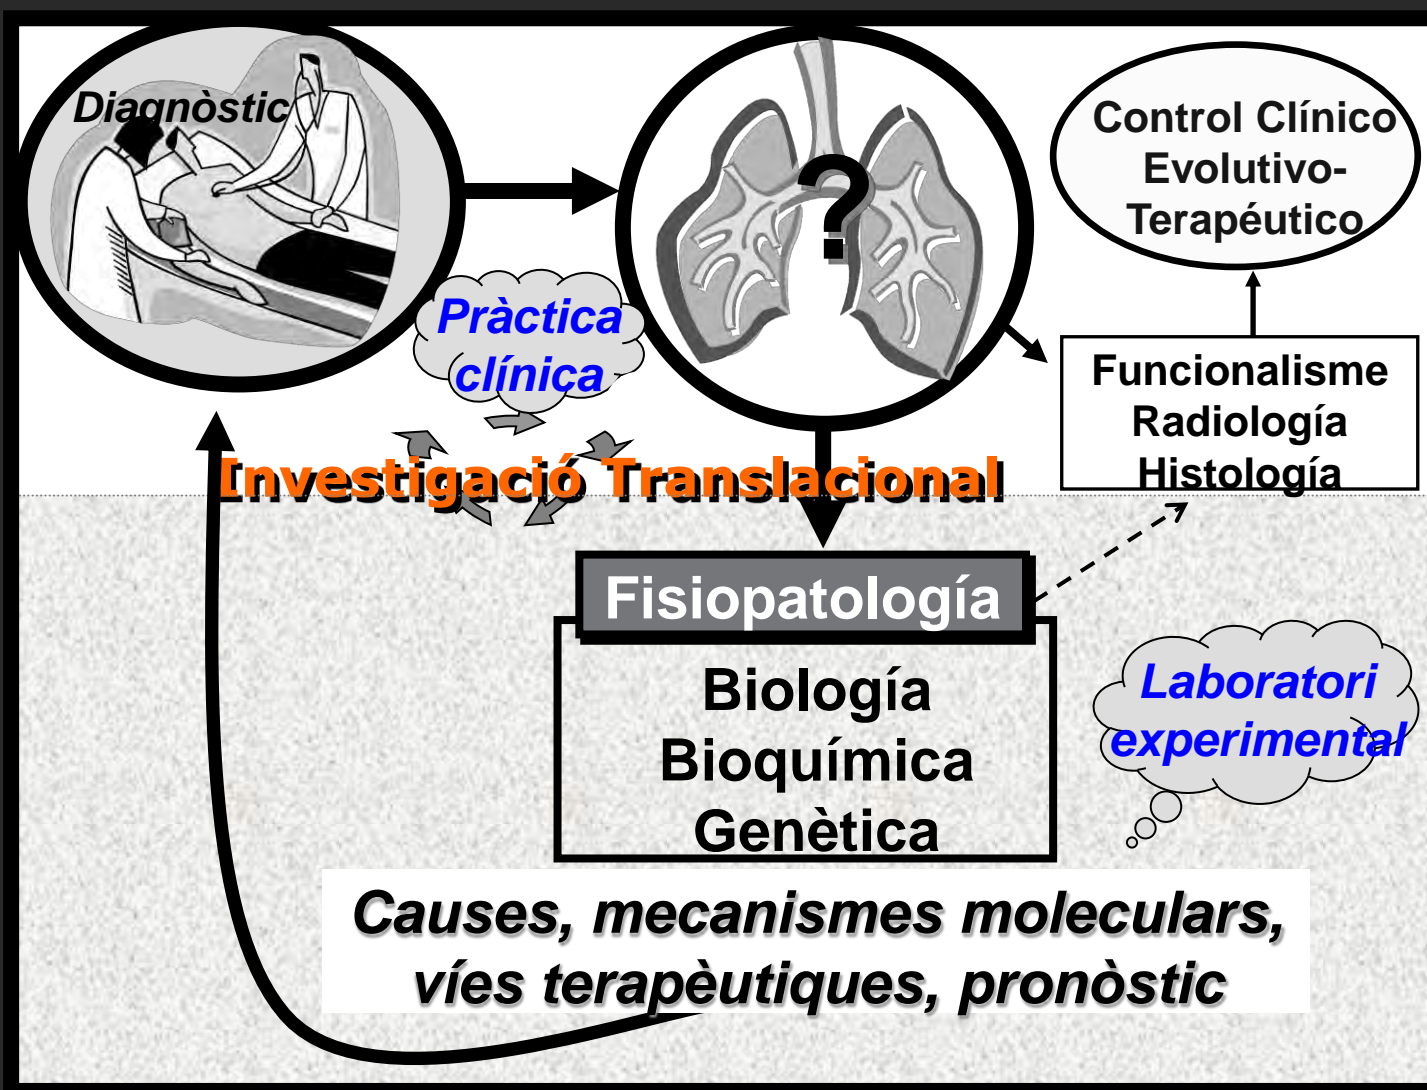 Diagnòstic
?
Control Clínico
Evolutivo-
Terapéutico
Pràctica
clínica
Funcionalisme
Radiología
Histología
Investigació Translacional
Fisiopatología
Biología
Bioquímica
Genètica
Laboratori
experimental
Causes, mecanismes moleculars,
víes terapèutiques, pronòstic